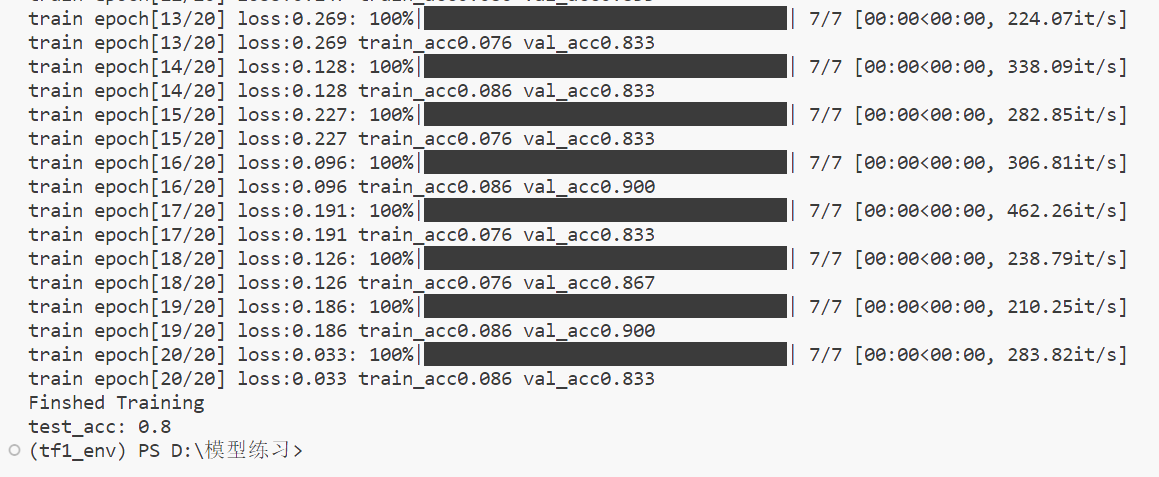 train epoch[13/20] loss:0.269: 100%|██████████| 7/7 [00:00<00:00, 224.07it/s]
train epoch[13/20] loss:0.269 train_acc0.076 val_acc0.833
train epoch[14/20] loss:0.128: 100%|██████████| 7/7 [00:00<00:00, 338.09it/s]
train epoch[14/20] loss:0.128 train_acc0.086 val_acc0.833
train epoch[15/20] loss:0.227: 100%|██████████| 7/7 [00:00<00:00, 282.85it/s]
train epoch[15/20] loss:0.227 train_acc0.076 val_acc0.833
train epoch[16/20] loss:0.096: 100%|██████████| 7/7 [00:00<00:00, 306.81it/s]
train epoch[16/20] loss:0.096 train_acc0.086 val_acc0.900
train epoch[17/20] loss:0.191: 100%|██████████| 7/7 [00:00<00:00, 462.26it/s]
train epoch[17/20] loss:0.191 train_acc0.076 val_acc0.833
train epoch[18/20] loss:0.126: 100%|██████████| 7/7 [00:00<00:00, 238.79it/s]
train epoch[18/20] loss:0.126 train_acc0.076 val_acc0.867
train epoch[19/20] loss:0.186: 100%|██████████| 7/7 [00:00<00:00, 210.25it/s]
train epoch[19/20] loss:0.186 train_acc0.086 val_acc0.900
train epoch[20/20] loss:0.033: 100%|██████████| 7/7 [00:00<00:00, 283.82it/s]
train epoch[20/20] loss:0.033 train_acc0.086 val_acc0.833
Finshed Training
test_acc: 0.8
(tf1_env) PS D:\模型练习>